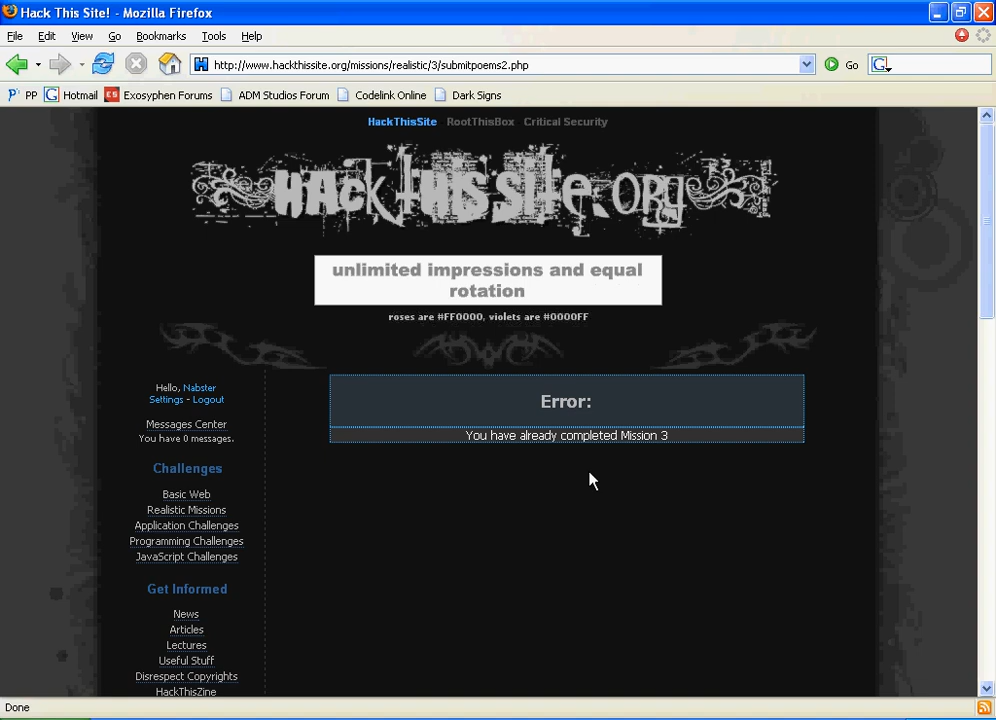 Hack This Site! - Mozilla Firefox
File Edit View Go Bookmarks Tools Help
http://www.hackthissite.org/missions/realistic/3/submitpoems2.php Go G
PP Hotmail Exosyphen Forums ADM Studios Forum Codelink Online Dark Signs
HackThisSite RootThisBox Critical Security
HAck THIS SITe.ORg
unlimited impressions and equal
rotation
roses are #FF0000, violets are #0000FF
Hello, Nabster
Settings - Logout
Messages Center
You have 0 messages.
Challenges
Basic Web
Realistic Missions
Application Challenges
Programming Challenges
JavaScript Challenges
Get Informed
News
Articles
Lectures
Useful Stuff
Disrespect Copyrights
HackThisZine
Error:
You have already completed Mission 3
Done